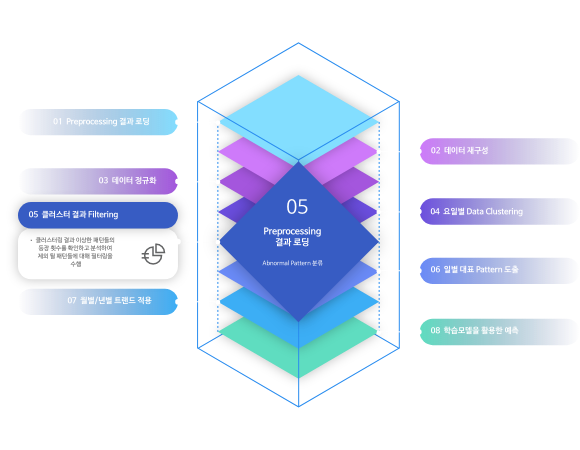 01 Preprocessing 결과 로딩
02 데이터 재구성
03 데이터 정규화
04 요일별 Data Clustering
05 클러스터 결과 Filtering
• 클러스터링 결과 이상한 패턴들의
등장 횟수를 확인하고 분석하여
제외 될 패턴들에 대해 필터링을
수행
05
Preprocessing
결과 로딩
Abnormal Pattern 분류
06 일별 대표 Pattern 도출
07 월별/년별 트렌드 적용
08 학습모델을 활용한 예측